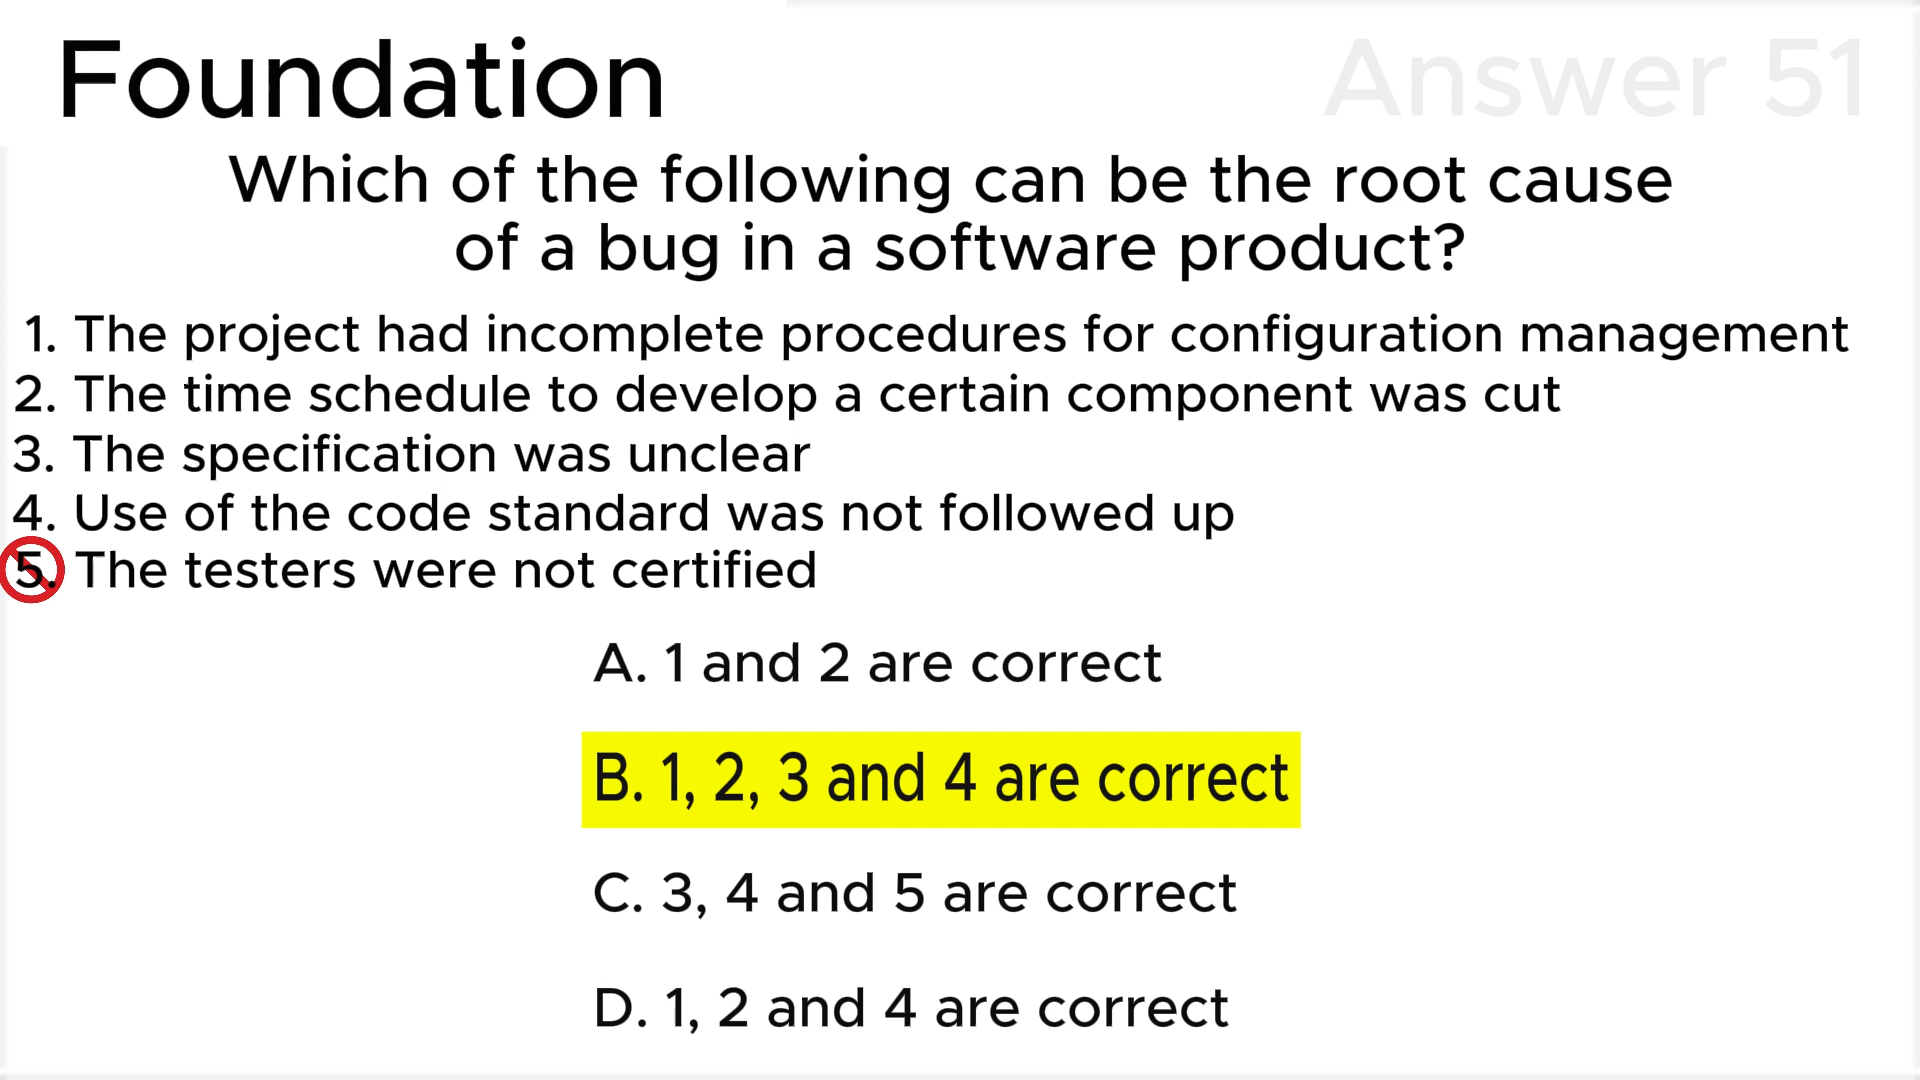 Foundation
Answer 51
Which of the following can be the root cause
of a bug in a software product?
1. The project had incomplete procedures for configuration management
2. The time schedule to develop a certain component was cut
3. The specification was unclear
4. Use of the code standard was not followed up
5. The testers were not certified
A. 1 and 2 are correct
B. 1, 2, 3 and 4 are correct
C. 3, 4 and 5 are correct
D. 1, 2 and 4 are correct